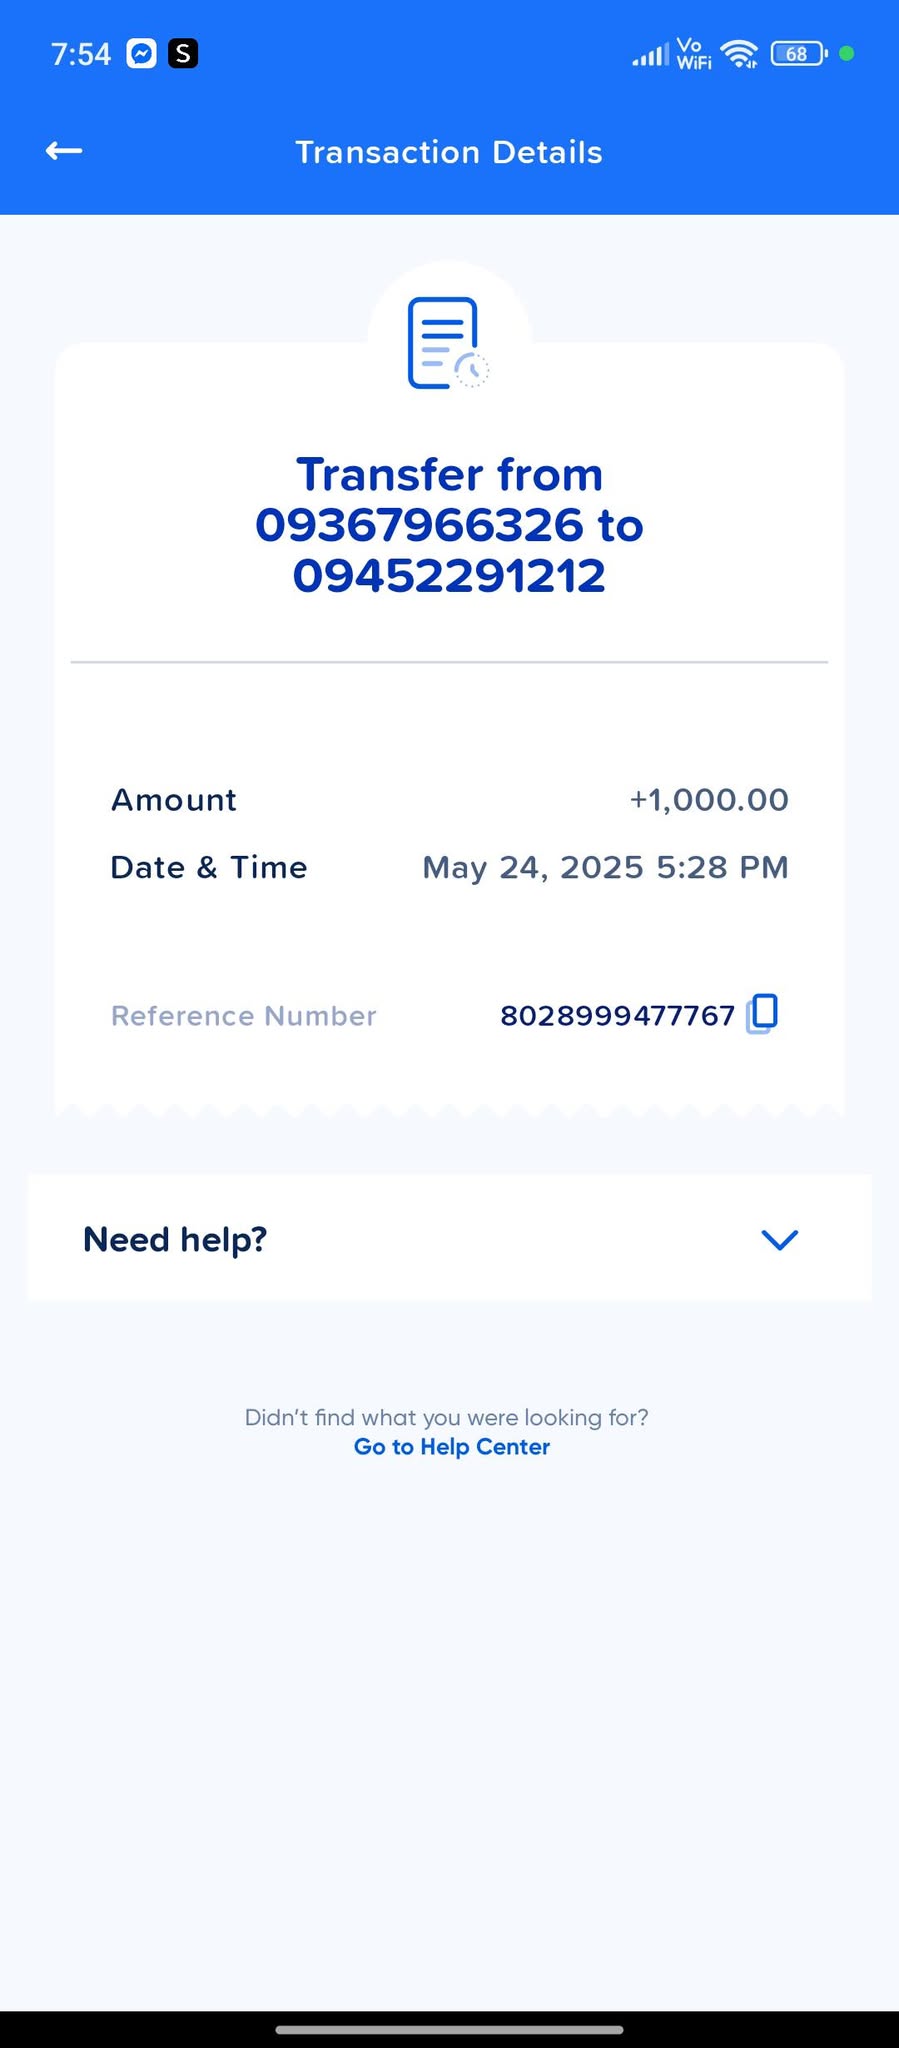 7:54 S Vo WiFi 68
Transaction Details
Transfer from
09367966326 to
09452291212
Amount +1,000.00
Date & Time May 24, 2025 5:28 PM
Reference Number 8028999477767
Need help?
Didn't find what you were looking for?
Go to Help Center